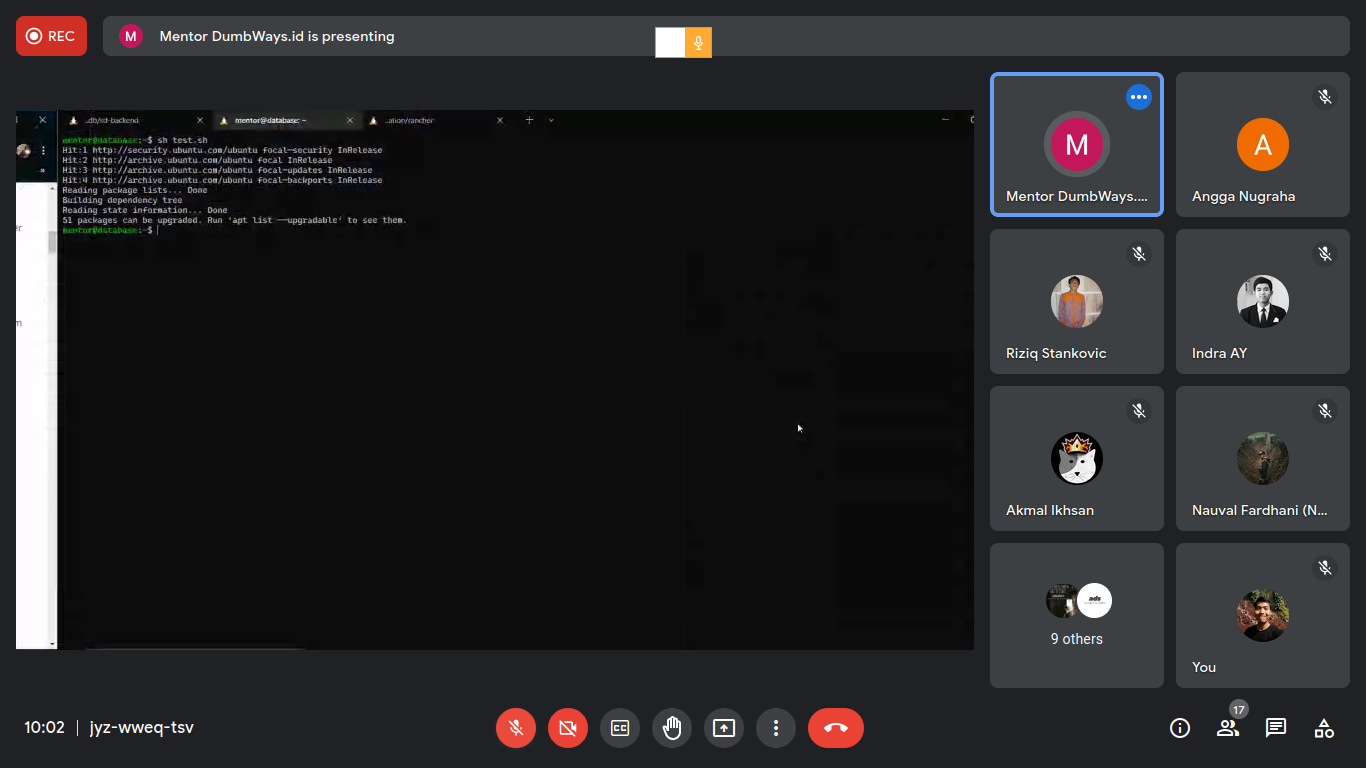 REC
M
Mentor DumbWays.id is presenting
..db/sql-backend
mentor@database: ~
..ation/rancher
mentor@database:~$ sh test.sh
Hit:1 http://security.ubuntu.com/ubuntu focal-security InRelease
Hit:2 http://archive.ubuntu.com/ubuntu focal InRelease
Hit:3 http://archive.ubuntu.com/ubuntu focal-updates InRelease
Hit:4 http://archive.ubuntu.com/ubuntu focal-backports InRelease
Reading package lists... Done
Building dependency tree
Reading state information... Done
51 packages can be upgraded. Run 'apt list --upgradable' to see them.
mentor@database:~$
M
Mentor DumbWays....
A
Angga Nugraha
Riziq Stankovic
Indra AY
Akmal Ikhsan
Nauval Fardhani (N...
ads
9 others
You
10:02
jyz-wweq-tsv
CC
17